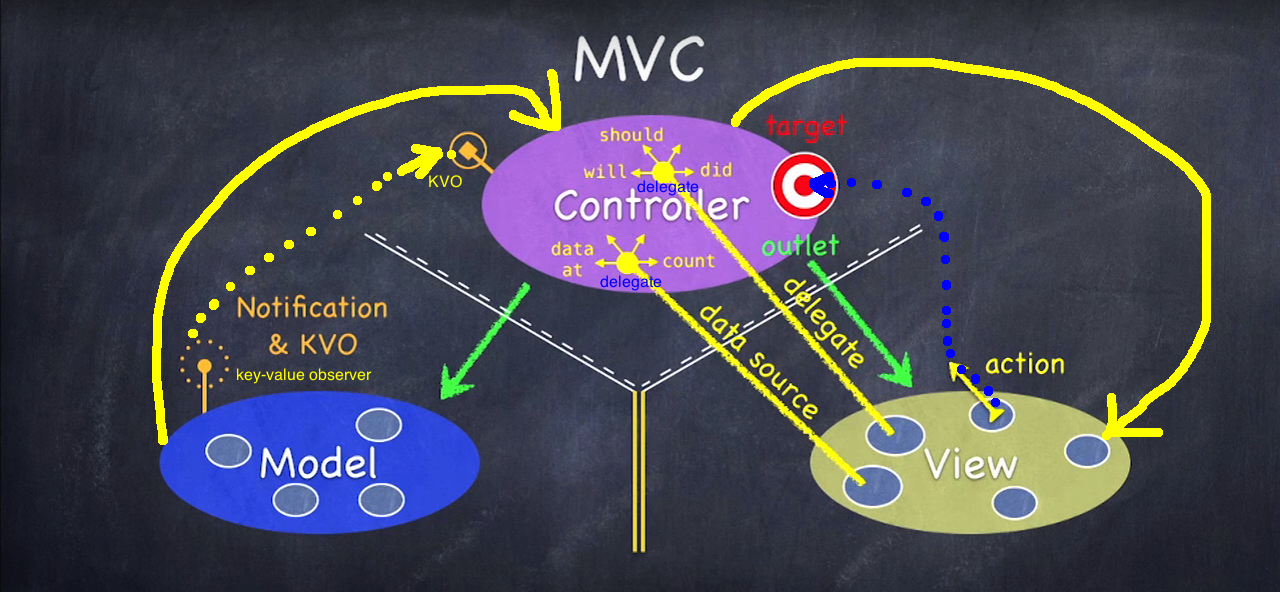 MVC
target
should
will
did
delegate
KVO
Controller
outlet
data
at
count
delegate
delegate
data source
Notification
& KVO
key-value observer
action
Model
View